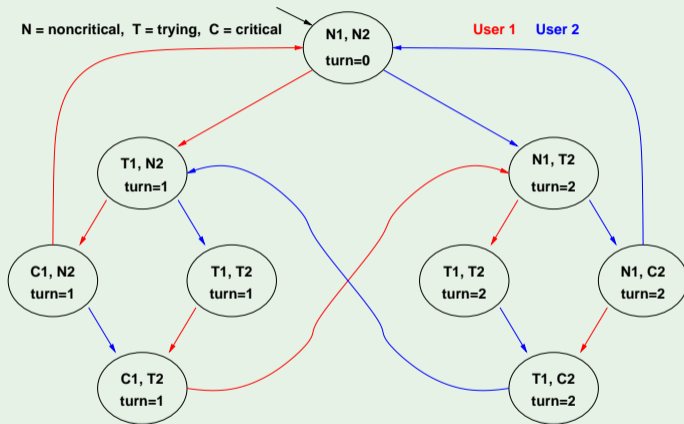 N = noncritical, T = trying, C = critical
User 1 User 2
N1, N2
turn=0
T1, N2
turn=1
N1, T2
turn=2
C1, N2
turn=1
T1, T2
turn=1
T1, T2
turn=2
N1, C2
turn=2
C1, T2
turn=1
T1, C2
turn=2